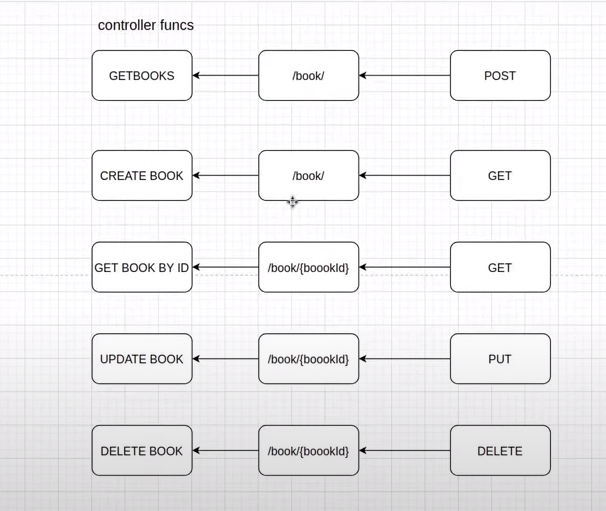 controller funcs
GETBOOKS
/book/
POST
CREATE BOOK
/book/
GET
GET BOOK BY ID
/book/{boookId}
GET
UPDATE BOOK
/book/{boookId}
PUT
DELETE BOOK
/book/{boookId}
DELETE